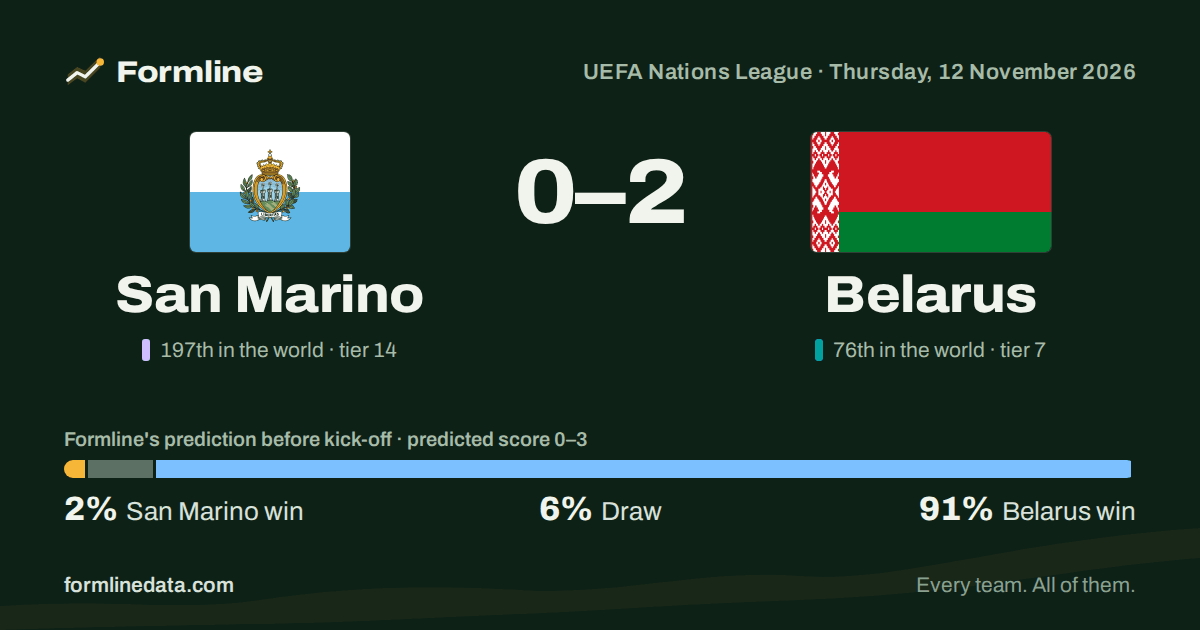 Formline
UEFA Nations League · Thursday, 12 November 2026
0–2
LIBERTAS
San Marino
Belarus
197th in the world · tier 14
76th in the world · tier 7
Formline's prediction before kick-off · predicted score 0–3
2% San Marino win
6% Draw
91% Belarus win
formlinedata.com
Every team. All of them.